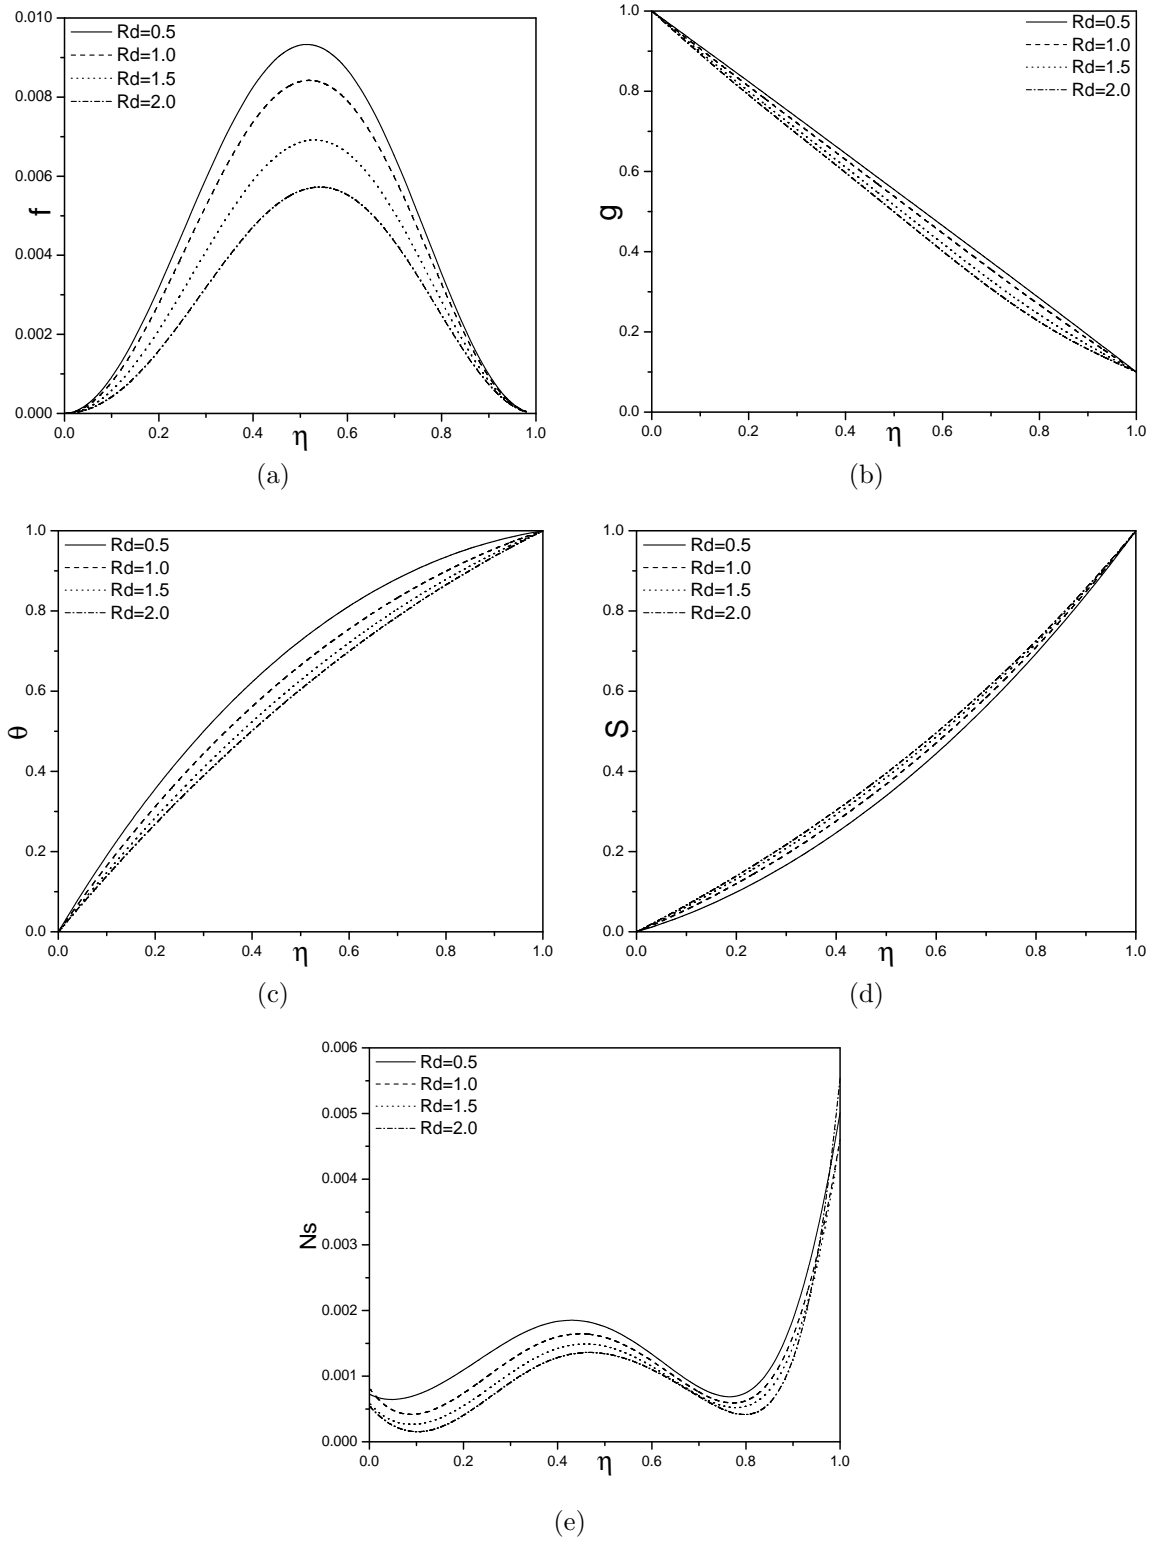 0.010
0.008
0.006
0.004
0.002
0.000
f
Rd=0.5
Rd=1.0
Rd=1.5
Rd=2.0
0.0 0.2 0.4 0.6 0.8 1.0
η
(a)
1.0
0.8
0.6
0.4
0.2
0.0
g
Rd=0.5
Rd=1.0
Rd=1.5
Rd=2.0
0.0 0.2 0.4 0.6 0.8 1.0
η
(b)
1.0
0.8
0.6
0.4
0.2
0.0
θ
Rd=0.5
Rd=1.0
Rd=1.5
Rd=2.0
0.0 0.2 0.4 0.6 0.8 1.0
η
(c)
1.0
0.8
0.6
0.4
0.2
0.0
S
Rd=0.5
Rd=1.0
Rd=1.5
Rd=2.0
0.0 0.2 0.4 0.6 0.8 1.0
η
(d)
0.006
0.005
0.004
0.003
0.002
0.001
0.000
Ns
Rd=0.5
Rd=1.0
Rd=1.5
Rd=2.0
0.0 0.2 0.4 0.6 0.8 1.0
η
(e)